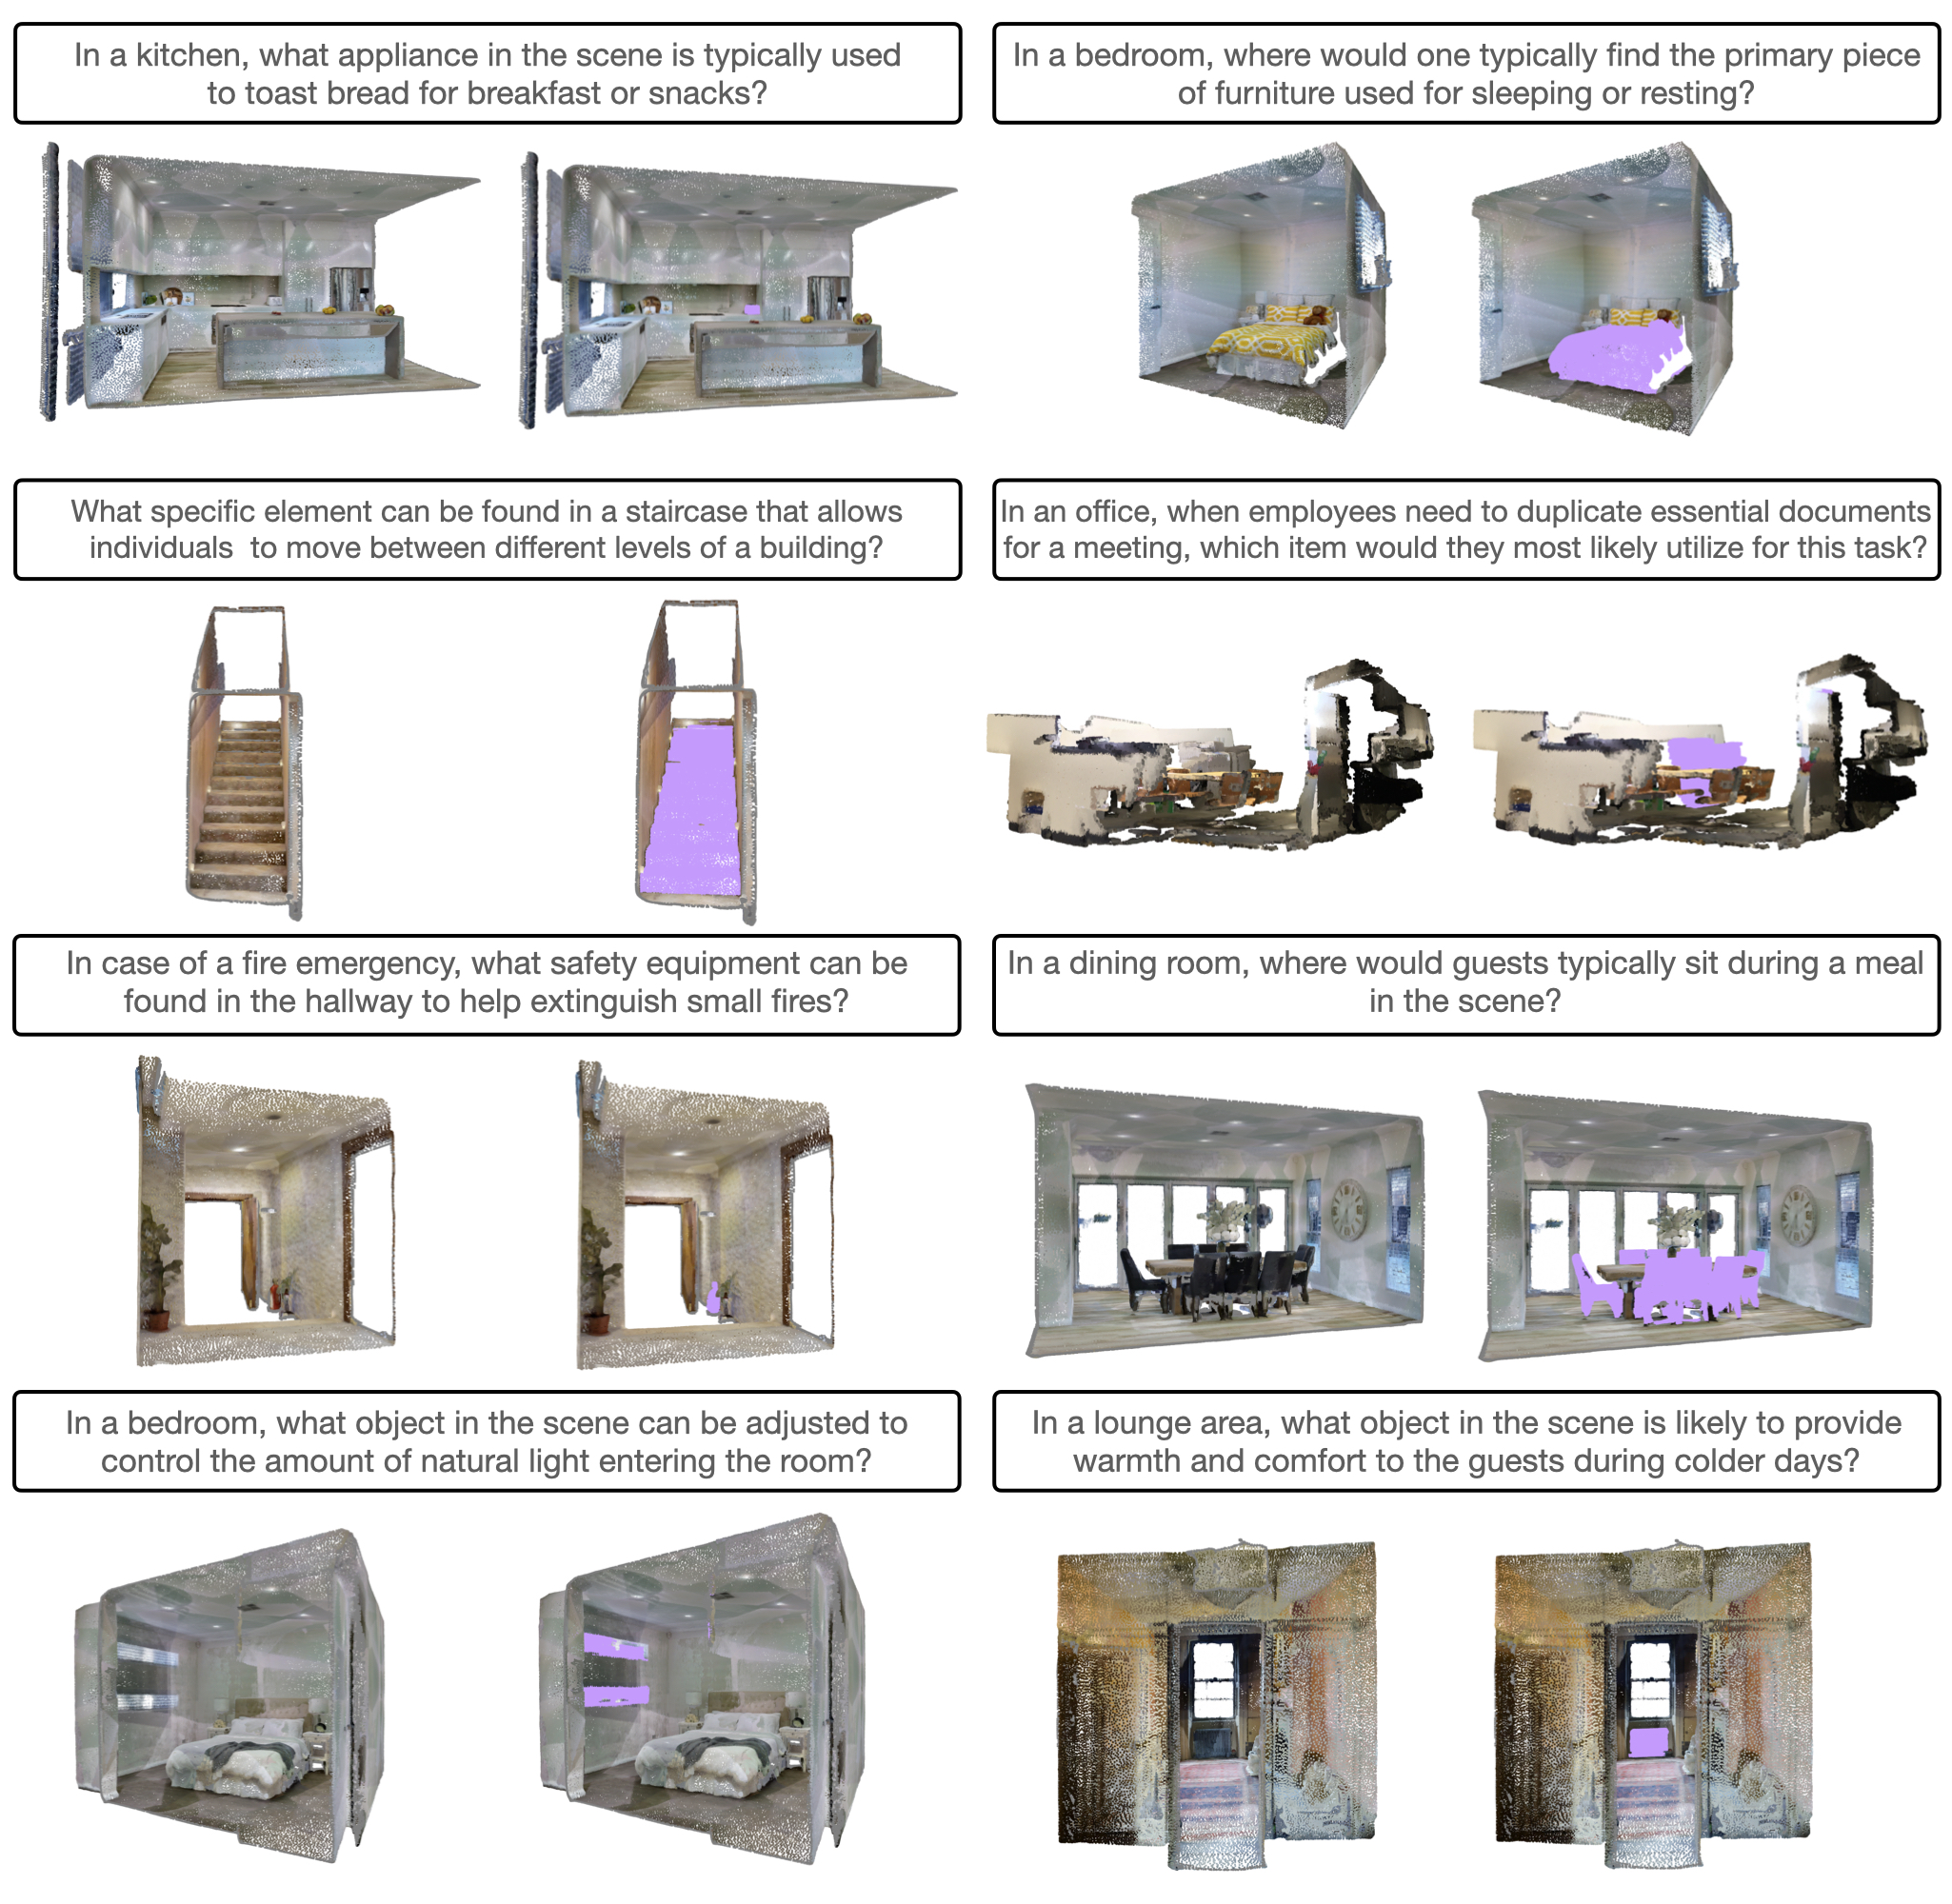 In a kitchen, what appliance in the scene is typically used
to toast bread for breakfast or snacks?
In a bedroom, where would one typically find the primary piece
of furniture used for sleeping or resting?
What specific element can be found in a staircase that allows
individuals  to move between different levels of a building?
In an office, when employees need to duplicate essential documents
for a meeting, which item would they most likely utilize for this task?
In case of a fire emergency, what safety equipment can be
found in the hallway to help extinguish small fires?
In a dining room, where would guests typically sit during a meal
in the scene?
In a bedroom, what object in the scene can be adjusted to
control the amount of natural light entering the room?
In a lounge area, what object in the scene is likely to provide
warmth and comfort to the guests during colder days?